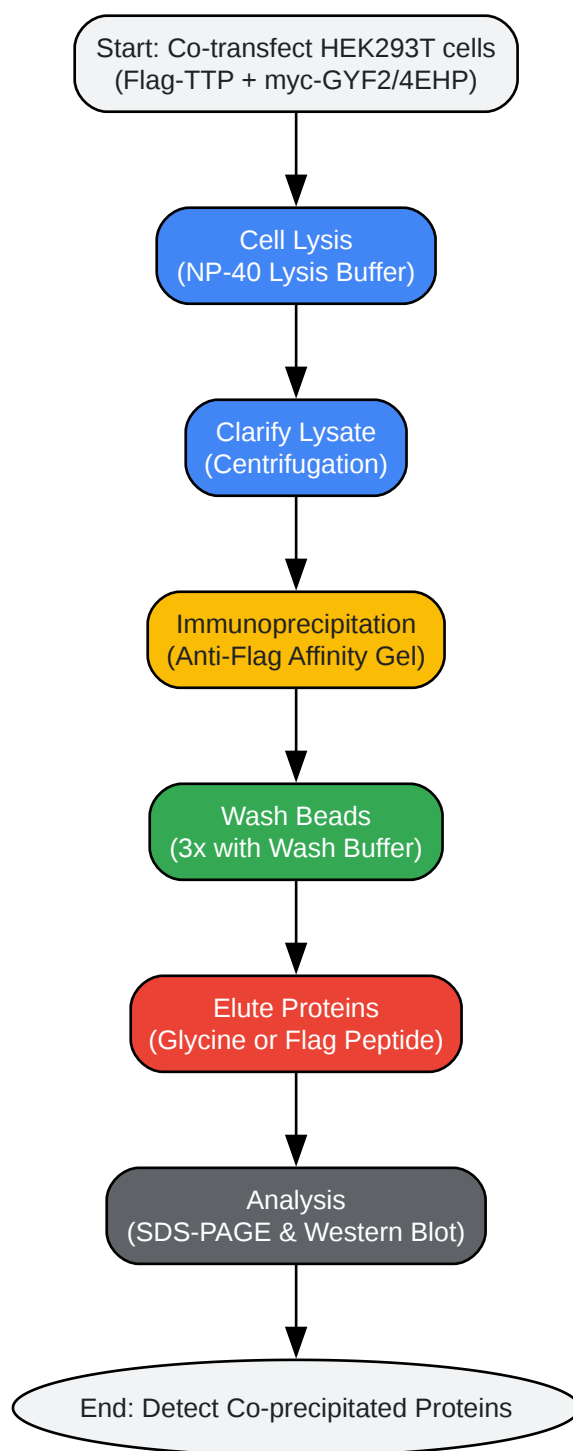 Start: Co-transfect HEK293T cells
(Flag-TTP + myc-GYF2/4EHP)
Cell Lysis
(NP-40 Lysis Buffer)
Clarify Lysate
(Centrifugation)
Immunoprecipitation
(Anti-Flag Affinity Gel)
Wash Beads
(3x with Wash Buffer)
Elute Proteins
(Glycine or Flag Peptide)
Analysis
(SDS-PAGE & Western Blot)
End: Detect Co-precipitated Proteins